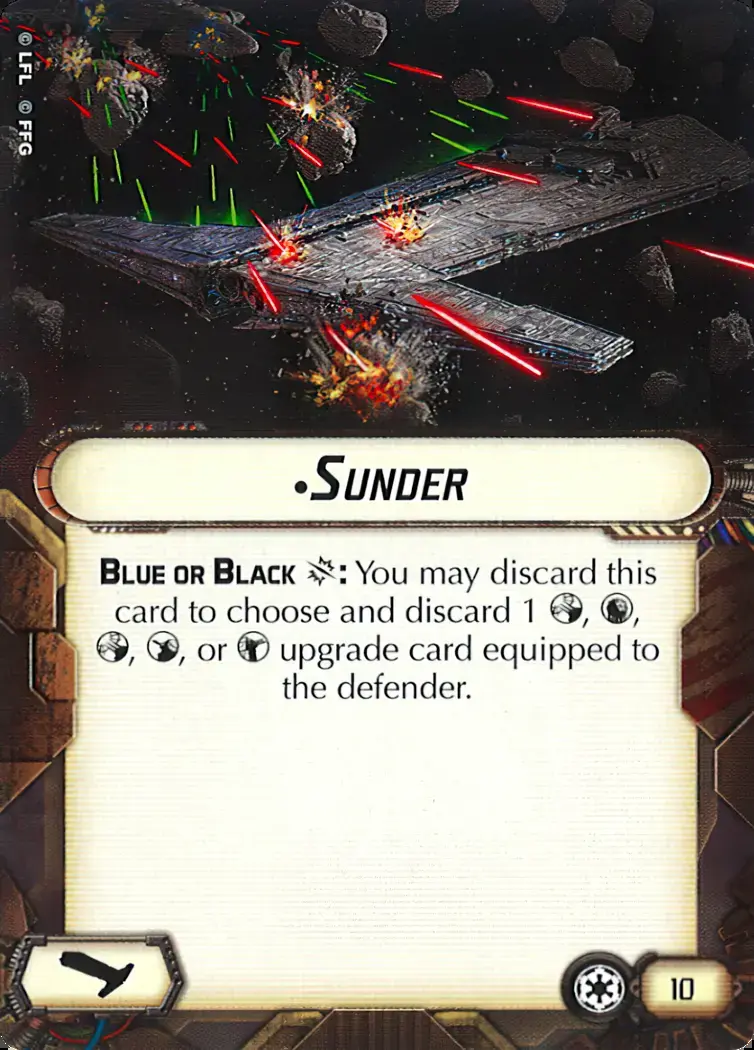 © LFL © FFG
•Sunder
Blue or Black : You may discard this
card to choose and discard 1 , ,
, , or upgrade card equipped to
the defender.
10